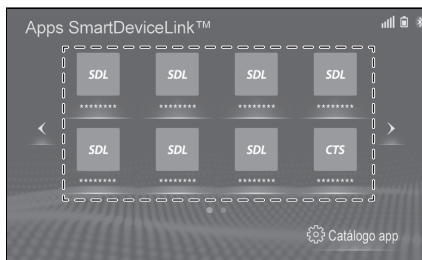 Apps SmartDeviceLink™
SDL SDL SDL SDL
******** ******** ******** ********
SDL SDL SDL CTS
******** ******** ******** ********
Catálogo app